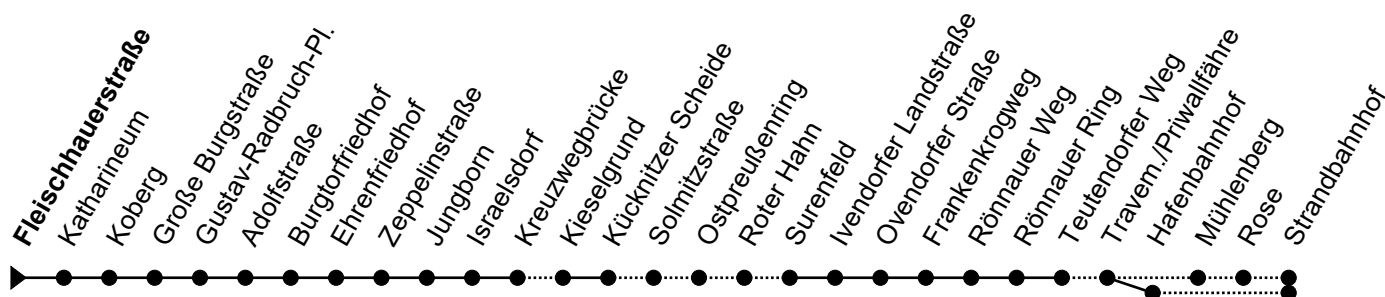 Fleischhauerstraße
Katharineum
Koberg
Große Burgstraße
Gustav-Radbruch-Pl.
Adolfstraße
Burgtorfriedhof
Ehrenfriedhof
Zeppelinstraße
Jungborn
Israelsdorf
Kreuzwegbrücke
Kieselgrund
Kücknitzer Scheide
Solmitzstraße
Ostpreußenring
Roter Hahn
Surenfeld
Ivendorfer Landstraße
Ovendorfer Straße
Frankenkrogweg
Rönnauer Weg
Rönnauer Ring
Teutendorfer Weg
Travem./Priwallfähre
Hafenbahnhof
Mühlenberg
Rose
Strandbahnhof